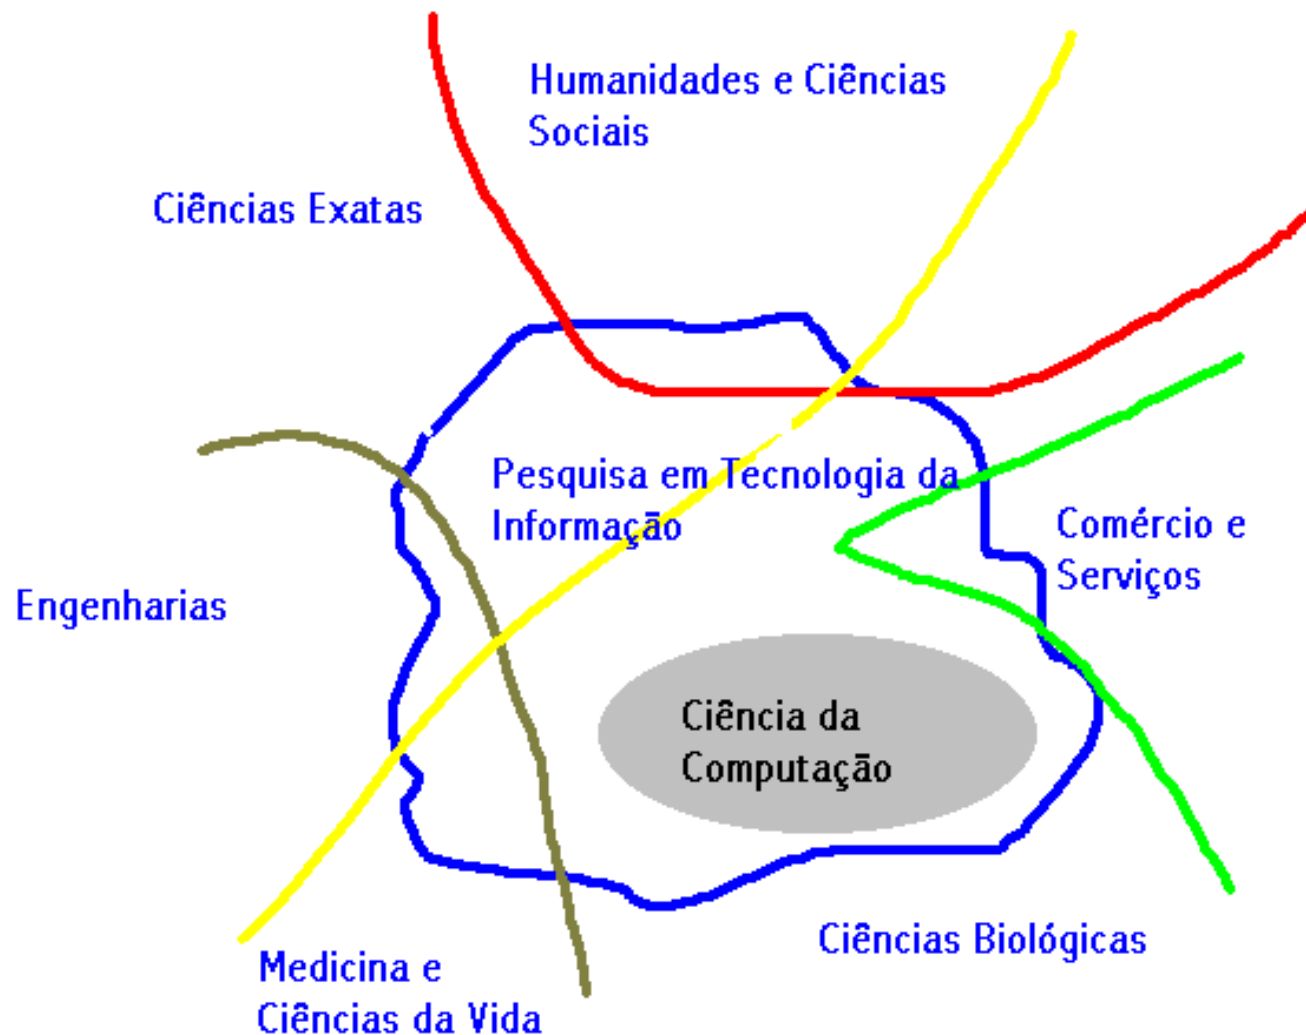 Humanidades e Ciências
Sociais
Ciências Exatas
Pesquisa em Tecnologia da
Informação
Comércio e
Serviços
Engenharias
Ciência da
Computação
Ciências Biológicas
Medicina e
Ciências da Vida